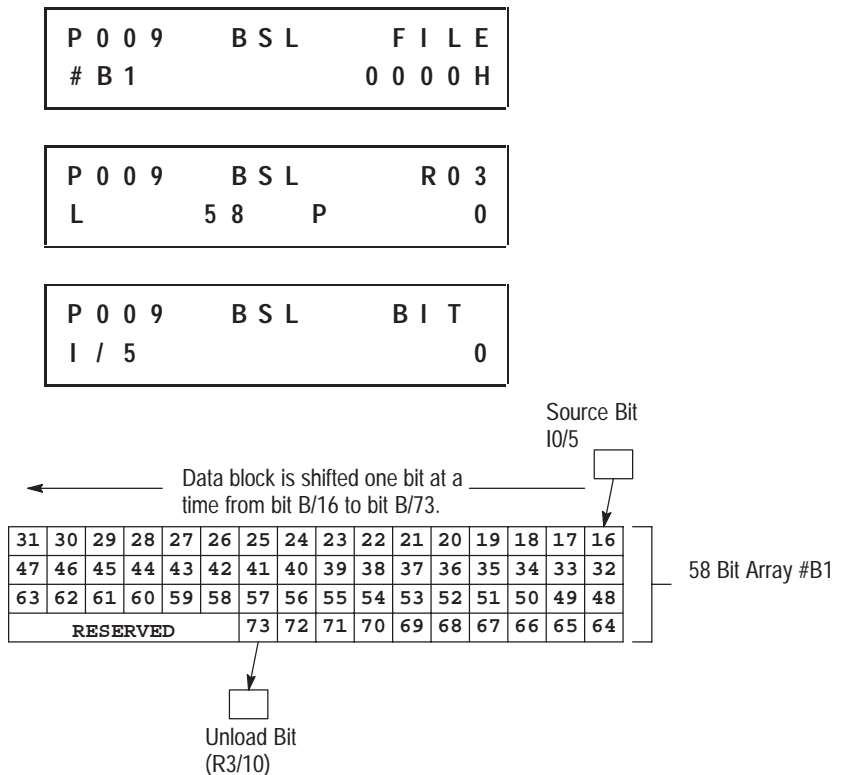 P009 BSL FILE
#B1 0000H
P009 BSL R03
L 58 P 0
P009 BSL BIT
I/5 0
Source Bit
I0/5
Data block is shifted one bit at a
time from bit B/16 to bit B/73.
31 30 29 28 27 26 25 24 23 22 21 20 19 18 17 16
47 46 45 44 43 42 41 40 39 38 37 36 35 34 33 32
63 62 61 60 59 58 57 56 55 54 53 52 51 50 49 48
RESERVED 73 72 71 70 69 68 67 66 65 64
58 Bit Array #B1
Unload Bit
(R3/10)